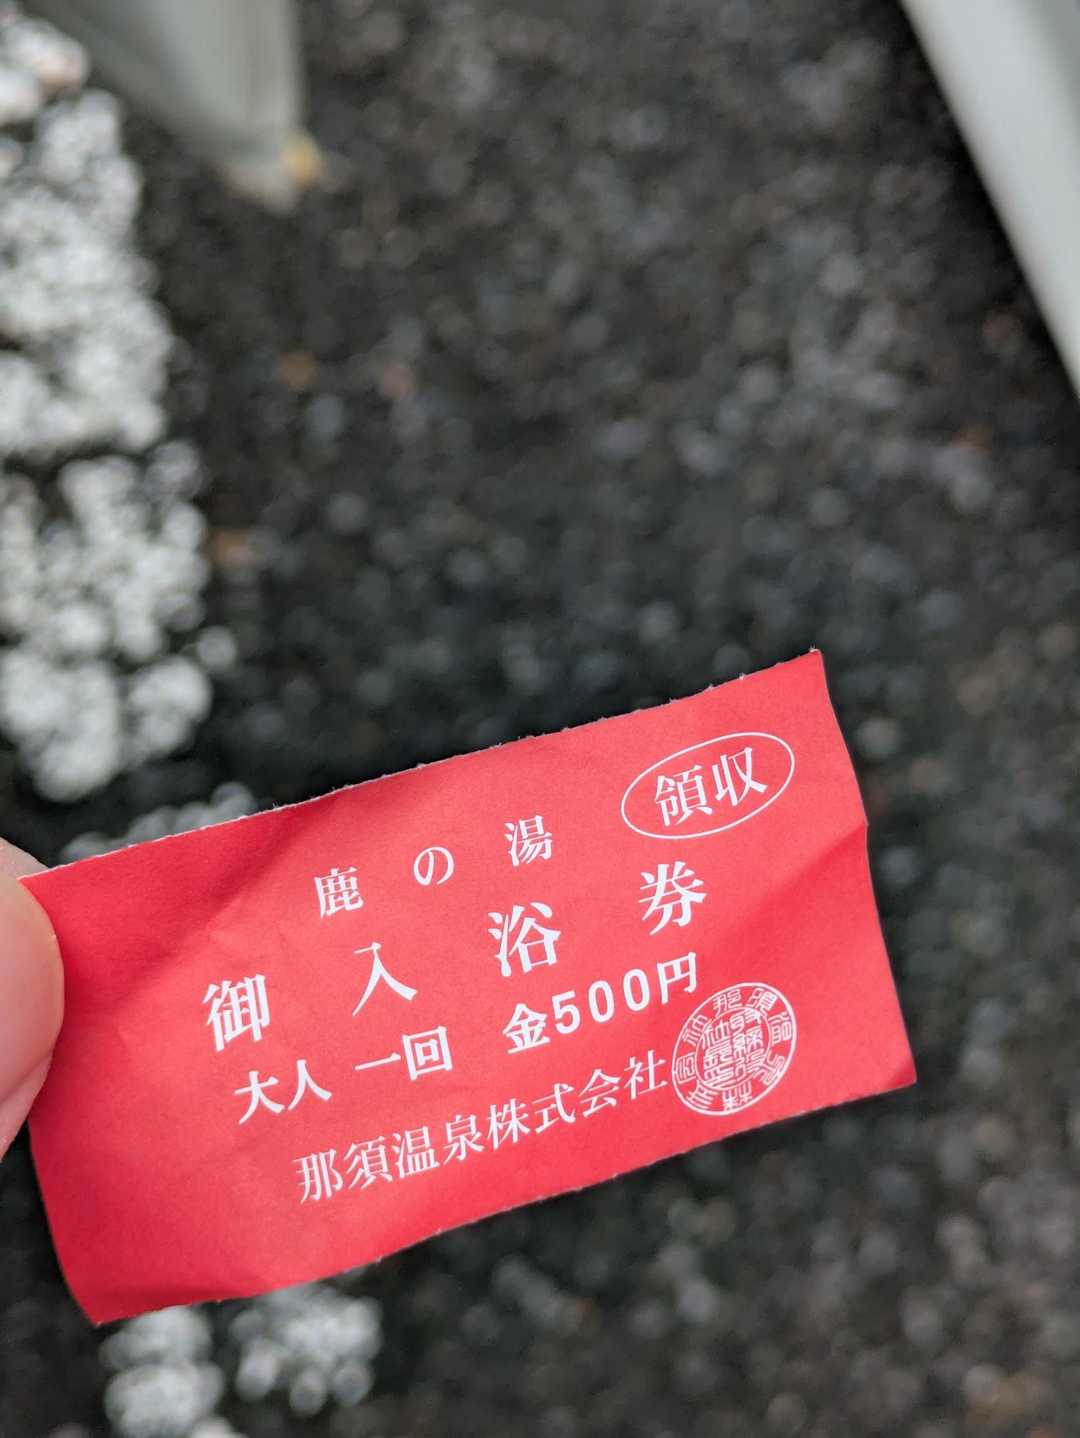 領収
鹿の湯
御入浴券
大人一回 金500円
那須温泉株式会社